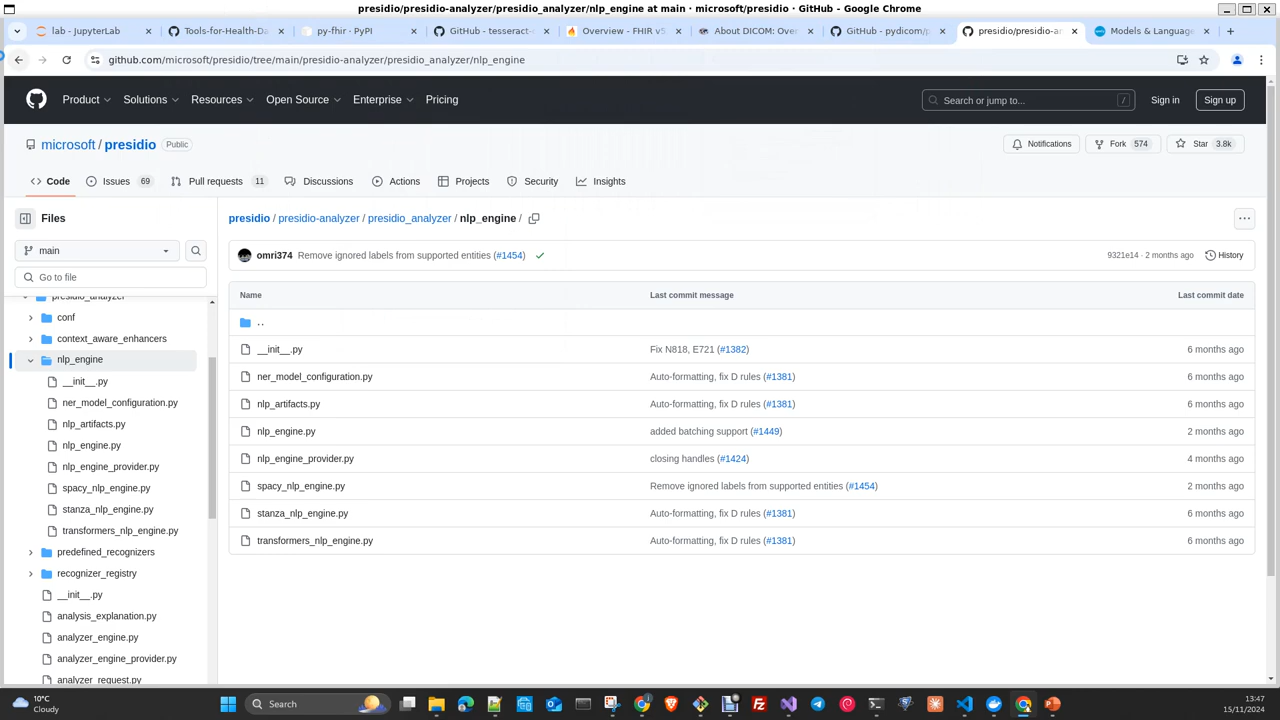 presidio/presidio-analyzer/presidio_analyzer/nlp_engine at main · microsoft/presidio · GitHub - Google Chrome
lab - JupyterLab
Tools-for-Health-Da
py-fhir · PyPI
GitHub - tesseract-
Overview - FHIR v5
About DICOM: Over
GitHub - pydicom/p
presidio/presidio-an
Models & Language
github.com/microsoft/presidio/tree/main/presidio-analyzer/presidio_analyzer/nlp_engine
Product
Solutions
Resources
Open Source
Enterprise
Pricing
Search or jump to...
/
Sign in
Sign up
microsoft / presidio Public
Notifications
Fork 574
Star 3.8k
Code
Issues 69
Pull requests 11
Discussions
Actions
Projects
Security
Insights
Files
main
Go to file
presidio_analyzer
conf
context_aware_enhancers
nlp_engine
__init__.py
ner_model_configuration.py
nlp_artifacts.py
nlp_engine.py
nlp_engine_provider.py
spacy_nlp_engine.py
stanza_nlp_engine.py
transformers_nlp_engine.py
predefined_recognizers
recognizer_registry
__init__.py
analysis_explanation.py
analyzer_engine.py
analyzer_engine_provider.py
analyzer_request.py
presidio / presidio-analyzer / presidio_analyzer / nlp_engine /
omri374 Remove ignored labels from supported entities (#1454)
9321e14 · 2 months ago
History
Name Last commit message Last commit date
..
__init__.py Fix N818, E721 (#1382) 6 months ago
ner_model_configuration.py Auto-formatting, fix D rules (#1381) 6 months ago
nlp_artifacts.py Auto-formatting, fix D rules (#1381) 6 months ago
nlp_engine.py added batching support (#1449) 2 months ago
nlp_engine_provider.py closing handles (#1424) 4 months ago
spacy_nlp_engine.py Remove ignored labels from supported entities (#1454) 2 months ago
stanza_nlp_engine.py Auto-formatting, fix D rules (#1381) 6 months ago
transformers_nlp_engine.py Auto-formatting, fix D rules (#1381) 6 months ago
10°C
Cloudy
Search
13:47
15/11/2024